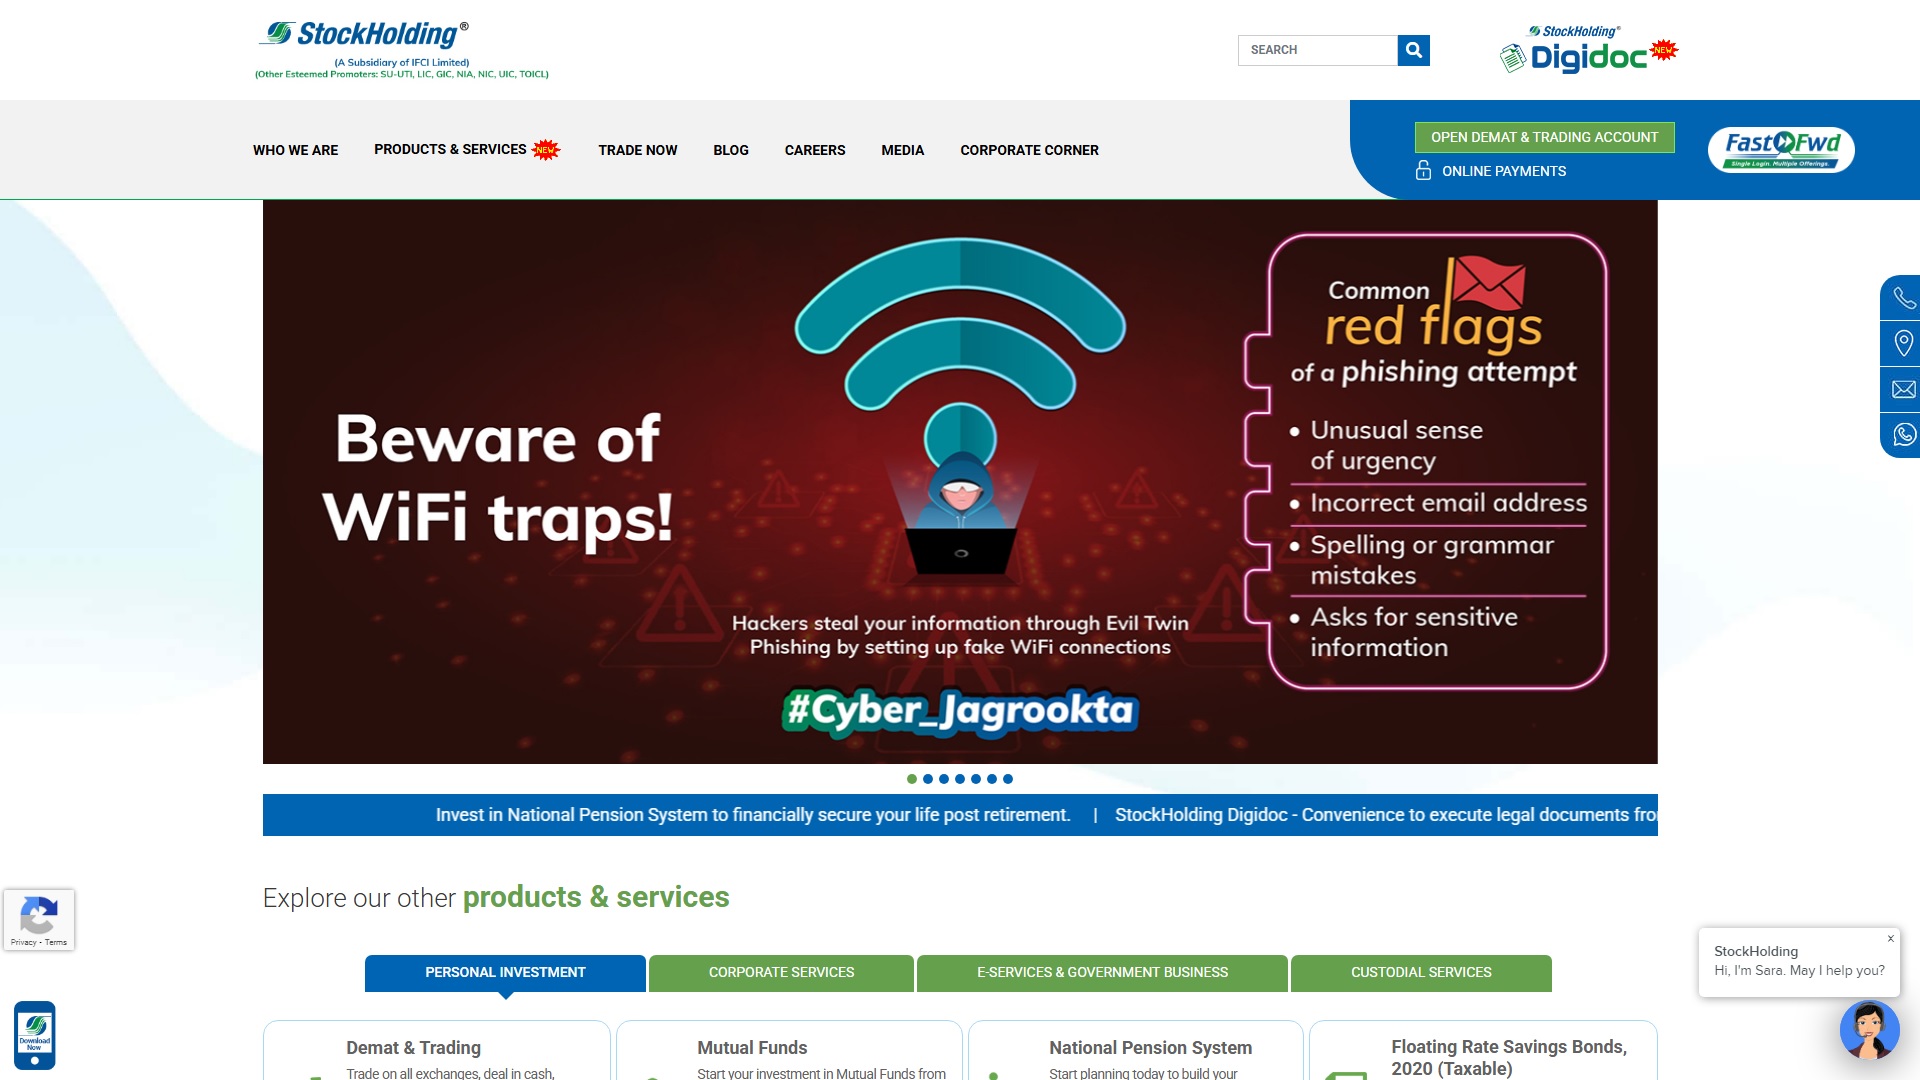 StockHolding®
(A Subsidiary of IFCI Limited)
(Other Esteemed Promoters: SU-UTI, LIC, GIC, NIA, NIC, UIC, TOICL)
SEARCH
StockHolding®
Digidoc NEW
WHO WE ARE
PRODUCTS & SERVICES NEW
TRADE NOW
BLOG
CAREERS
MEDIA
CORPORATE CORNER
OPEN DEMAT & TRADING ACCOUNT
ONLINE PAYMENTS
Fast Fwd
Single Login. Multiple Offerings.
Beware of
WiFi traps!
Hackers steal your information through Evil Twin
Phishing by setting up fake WiFi connections
#Cyber_Jagrookta
Common
red flags
of a phishing attempt
• Unusual sense
of urgency
• Incorrect email address
• Spelling or grammar
mistakes
• Asks for sensitive
information
Invest in National Pension System to financially secure your life post retirement. | StockHolding Digidoc - Convenience to execute legal documents fro
Explore our other products & services
PERSONAL INVESTMENT
CORPORATE SERVICES
E-SERVICES & GOVERNMENT BUSINESS
CUSTODIAL SERVICES
Demat & Trading
Trade on all exchanges, deal in cash,
Mutual Funds
Start your investment in Mutual Funds from
National Pension System
Start planning today to build your
Floating Rate Savings Bonds,
2020 (Taxable)
Privacy - Terms
Download
Now
x
StockHolding
Hi, I'm Sara. May I help you?